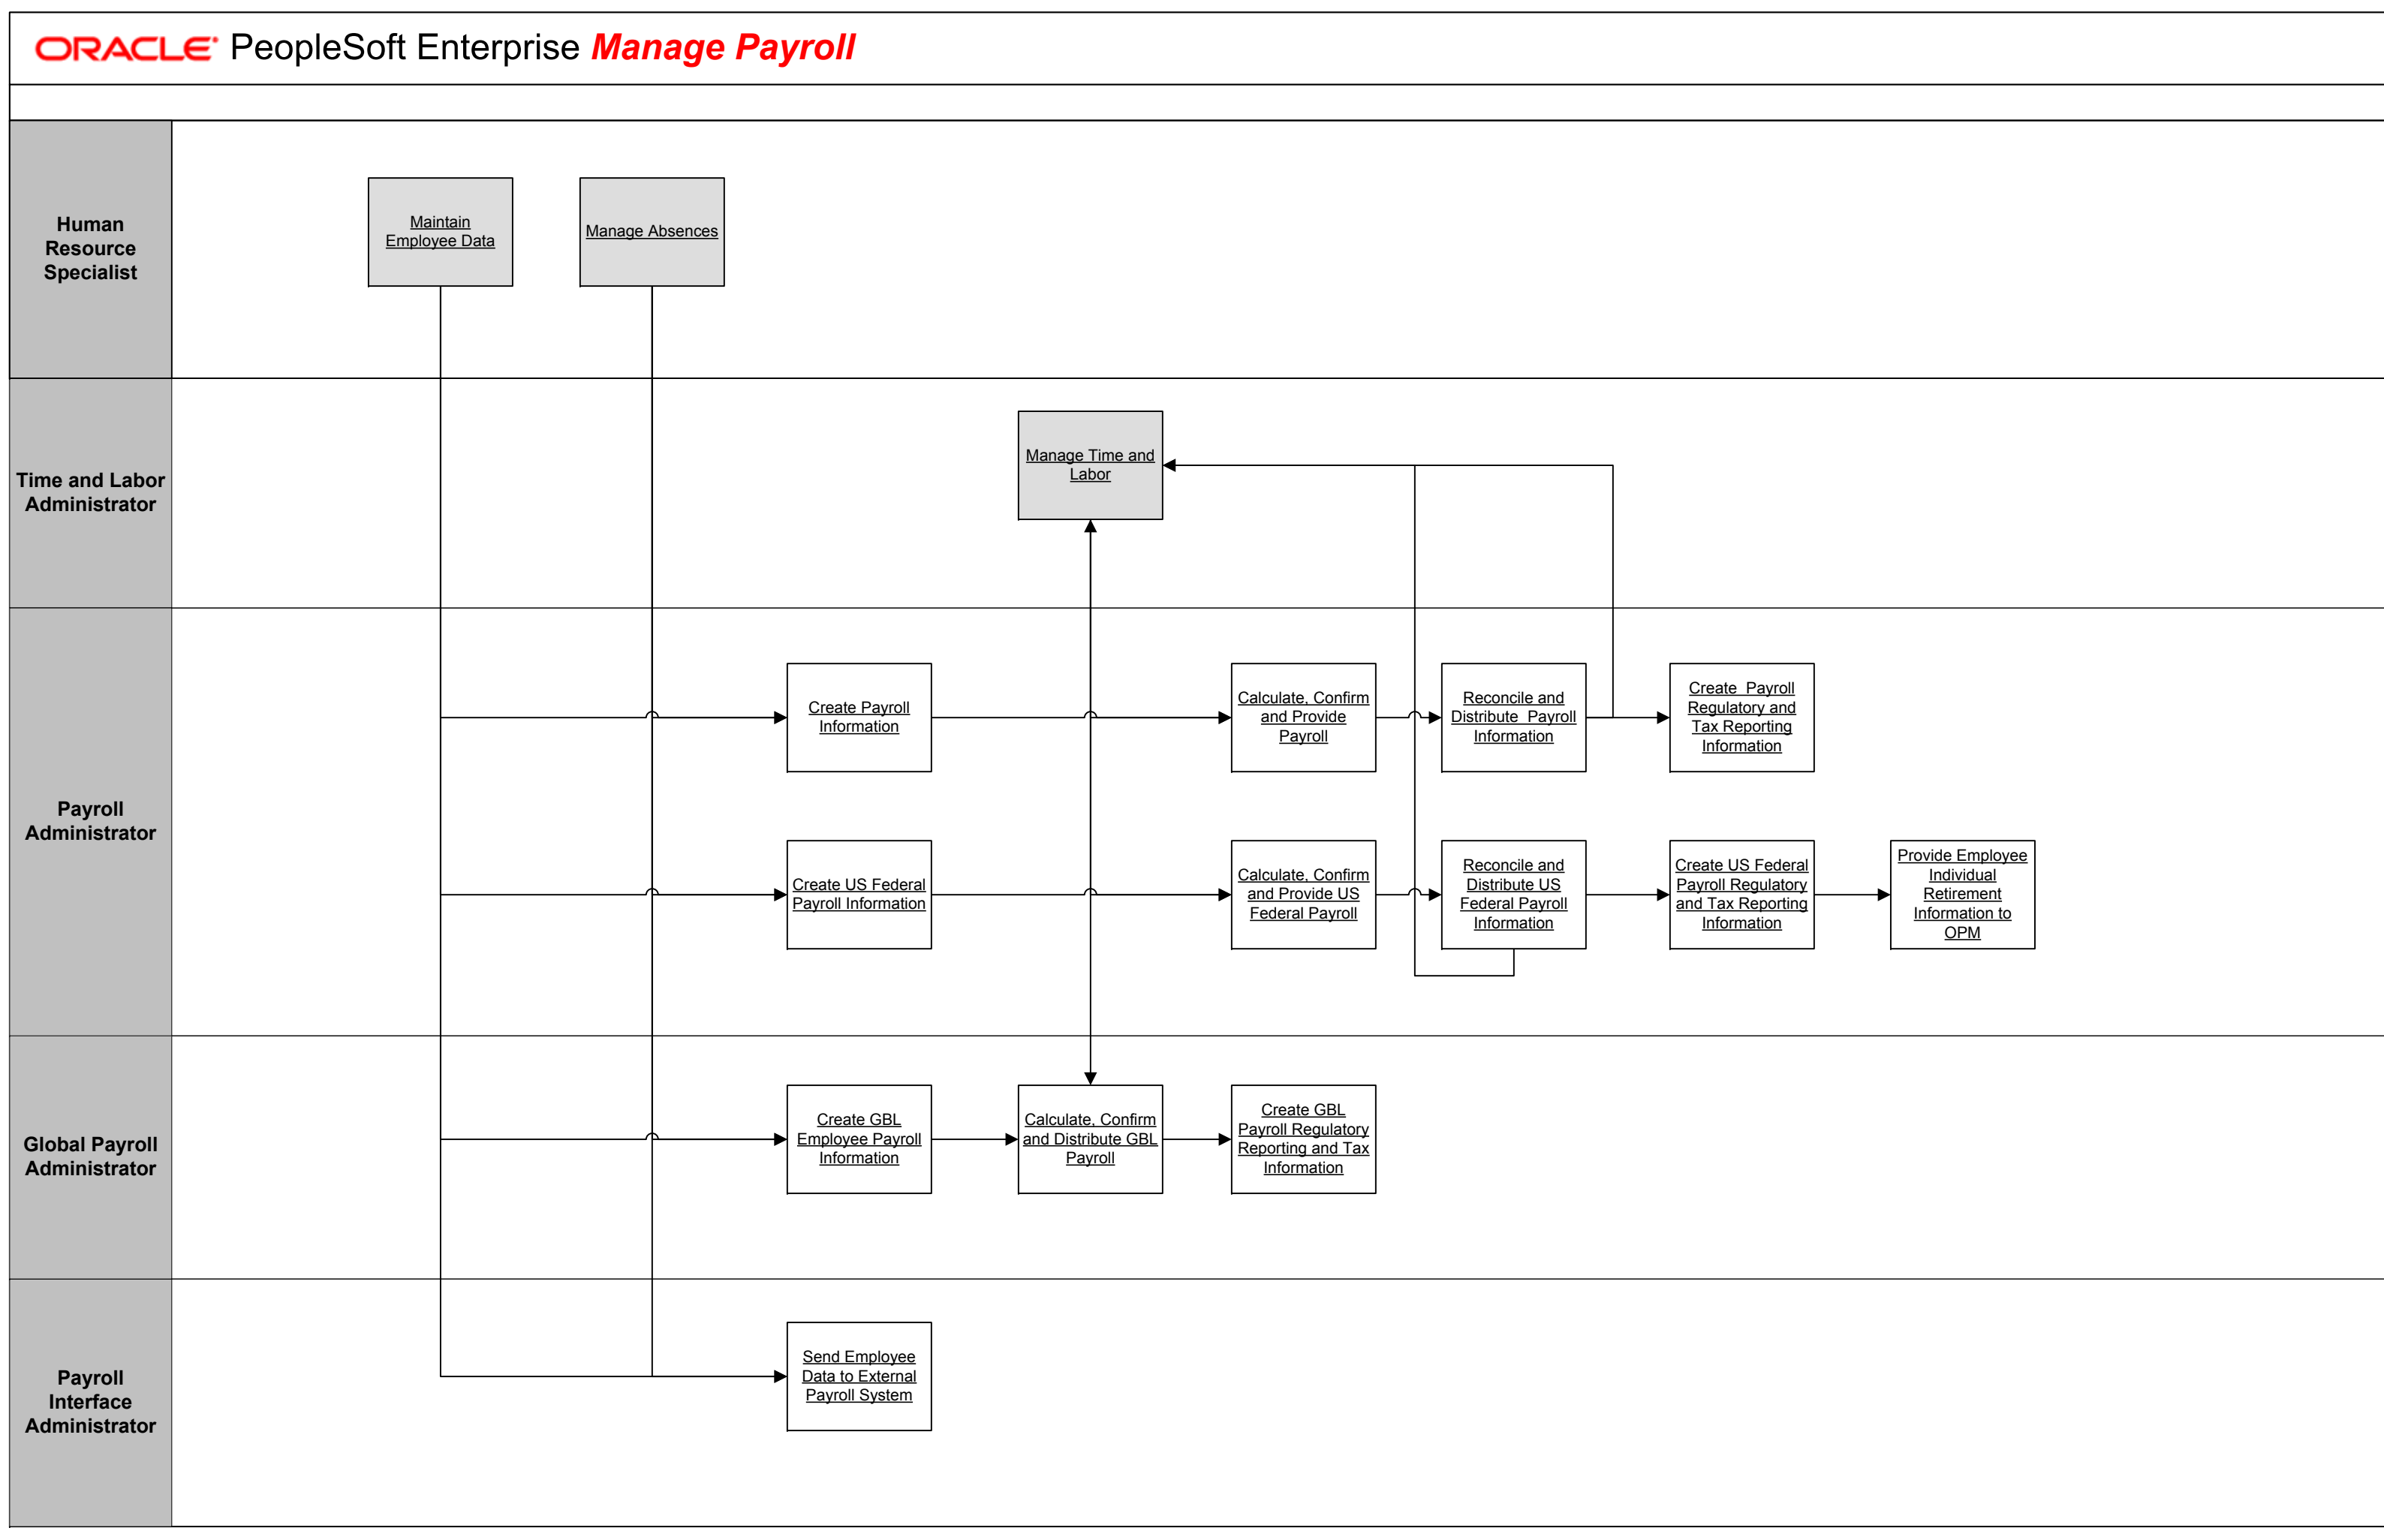 ORACLE PeopleSoft Enterprise Manage Payroll
Human
Resource
Specialist
Maintain
Employee Data
Manage Absences
Time and Labor
Administrator
Manage Time and
Labor
Payroll
Administrator
Create Payroll
Information
Calculate, Confirm
and Provide
Payroll
Reconcile and
Distribute Payroll
Information
Create Payroll
Regulatory and
Tax Reporting
Information
Create US Federal
Payroll Information
Calculate, Confirm
and Provide US
Federal Payroll
Reconcile and
Distribute US
Federal Payroll
Information
Create US Federal
Payroll Regulatory
and Tax Reporting
Information
Provide Employee
Individual
Retirement
Information to
OPM
Global Payroll
Administrator
Create GBL
Employee Payroll
Information
Calculate, Confirm
and Distribute GBL
Payroll
Create GBL
Payroll Regulatory
Reporting and Tax
Information
Payroll
Interface
Administrator
Send Employee
Data to External
Payroll System